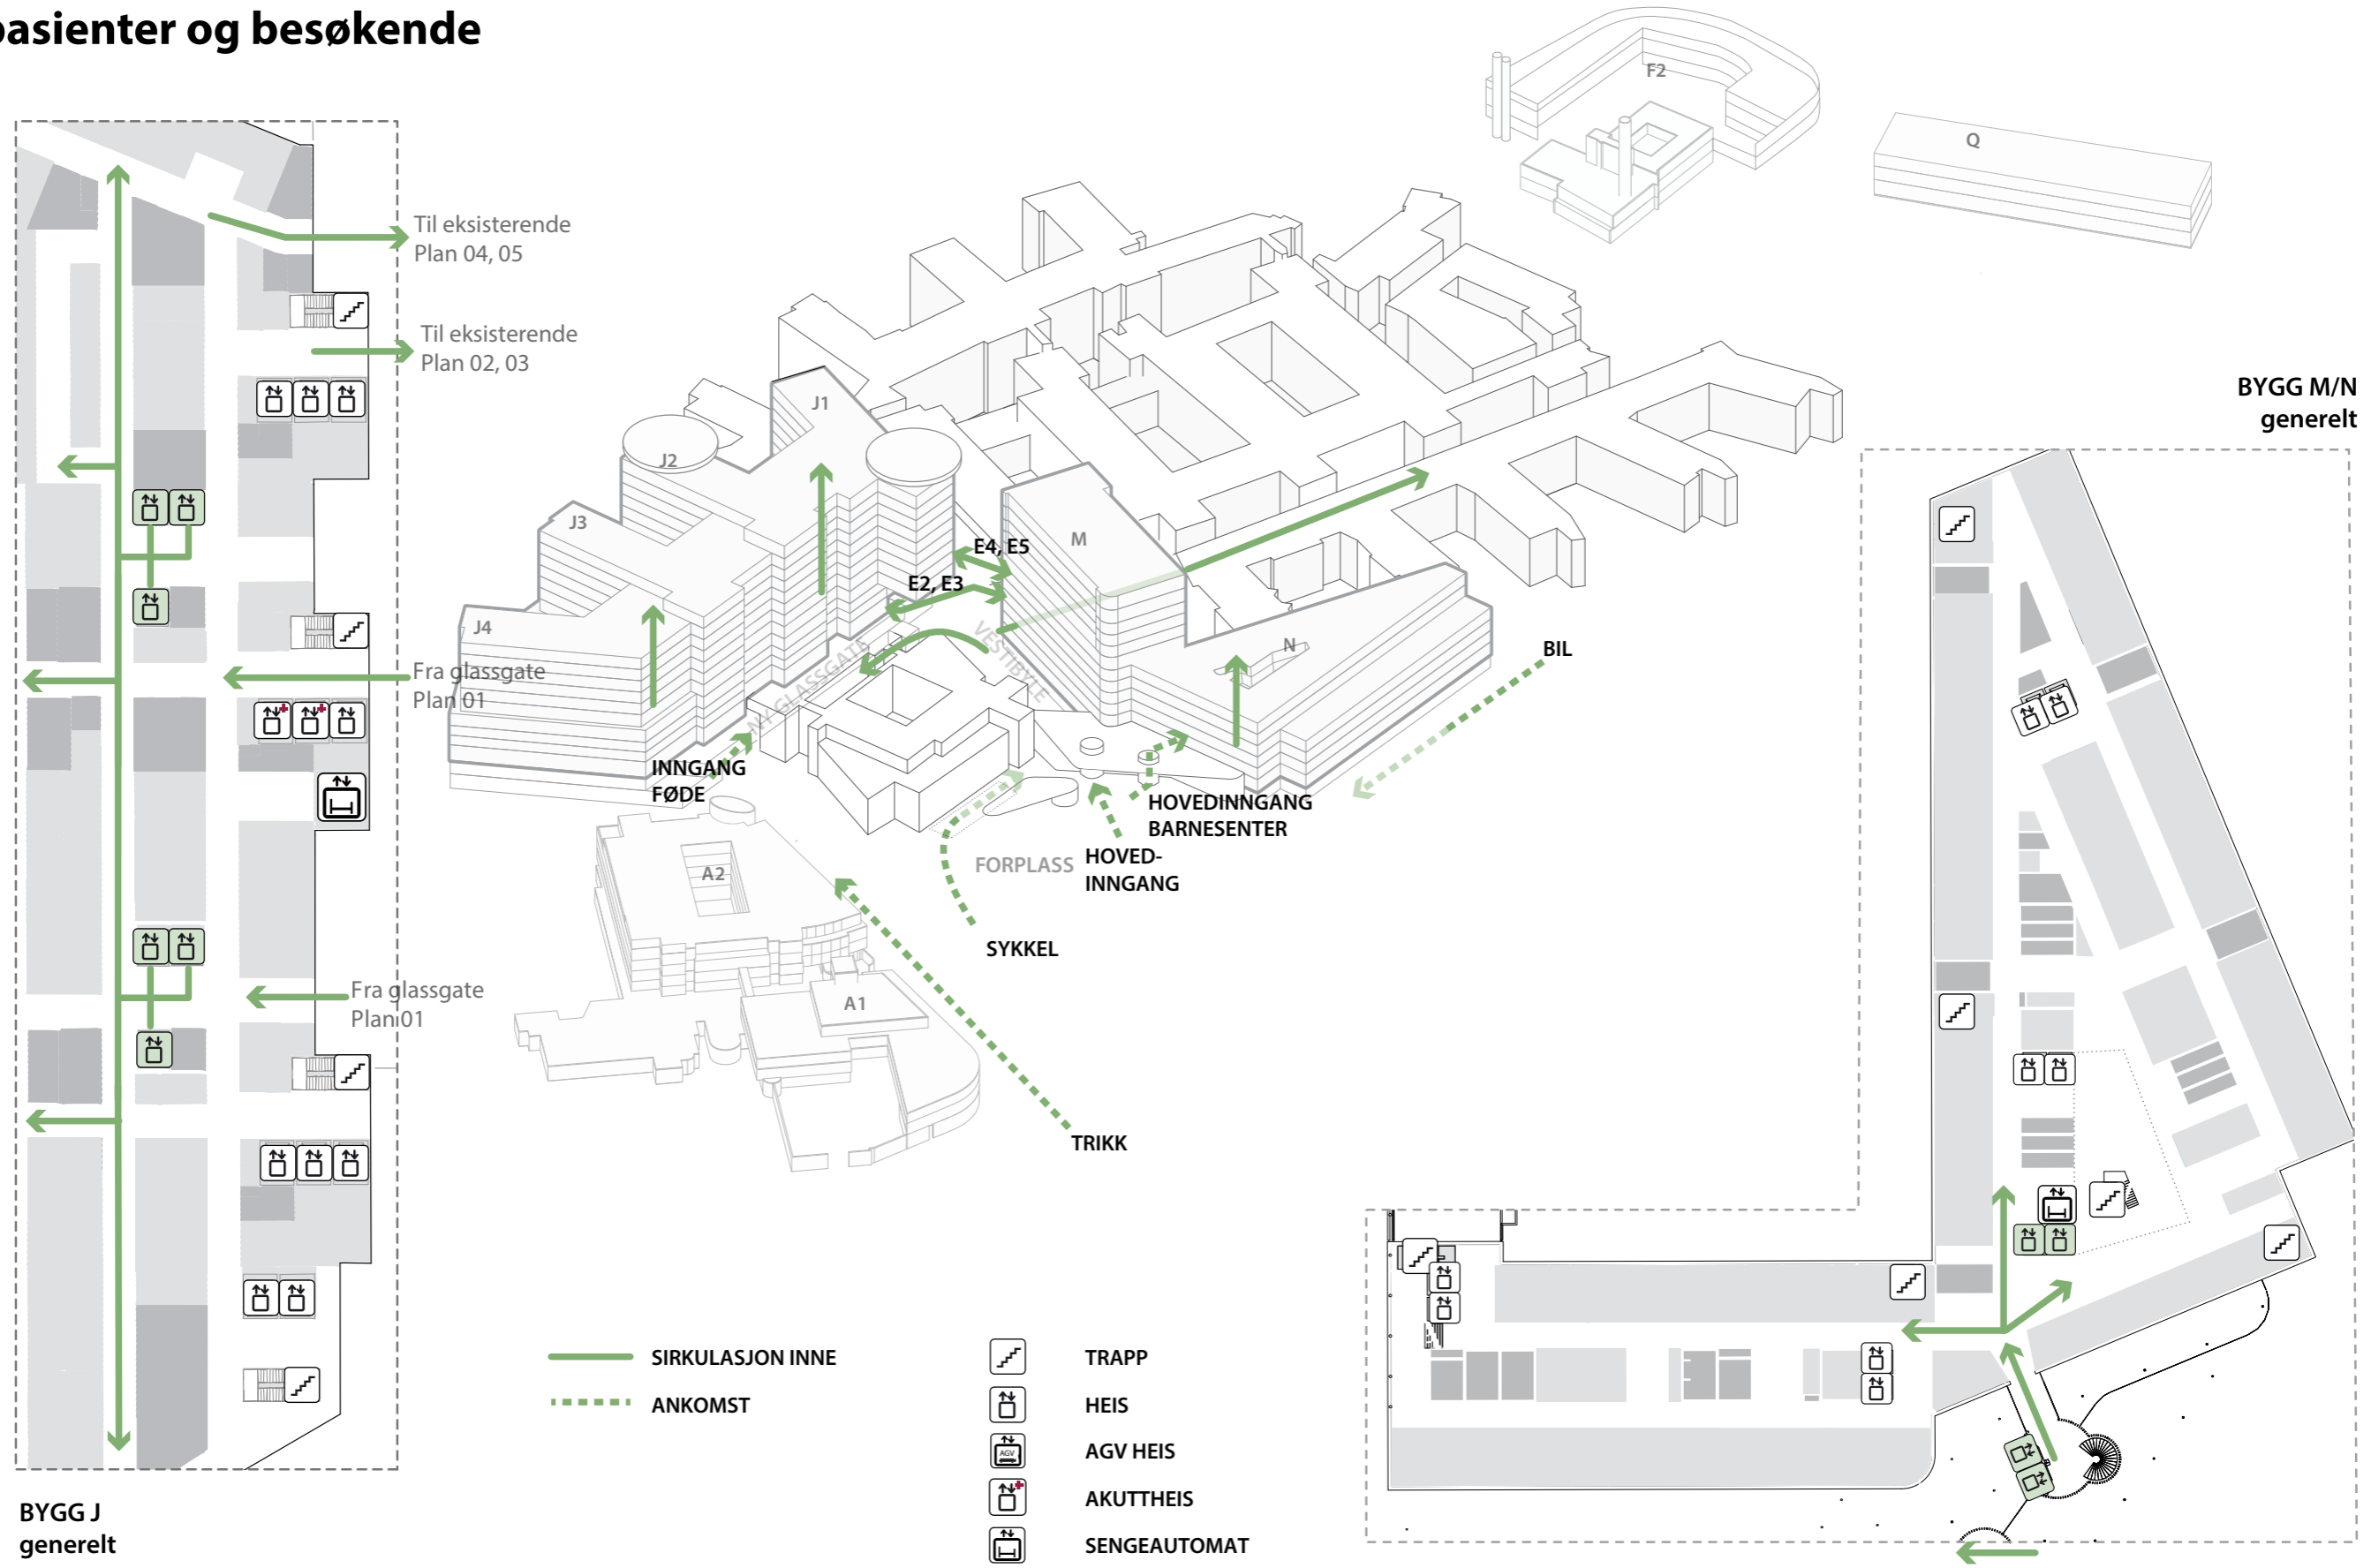 pasienter og besøkende
F2
Q
Til eksisterende
Plan 04, 05
Til eksisterende
Plan 02, 03
BYGG M/N
generelt
J1
J2
J3
J4
M
N
E4, E5
E2, E3
VESTIBYLE
NY GLASSGATE
BIL
Fra glassgate
Plan 01
INNGANG
FØDE
HOVEDINNGANG
BARNESENTER
HOVED-
INNGANG
FORPLASS
A2
SYKKEL
A1
Fra glassgate
Plan 01
TRIKK
SIRKULASJON INNE
ANKOMST
TRAPP
HEIS
AGV
AGV HEIS
AKUTTHEIS
SENGEAUTOMAT
BYGG J
generelt